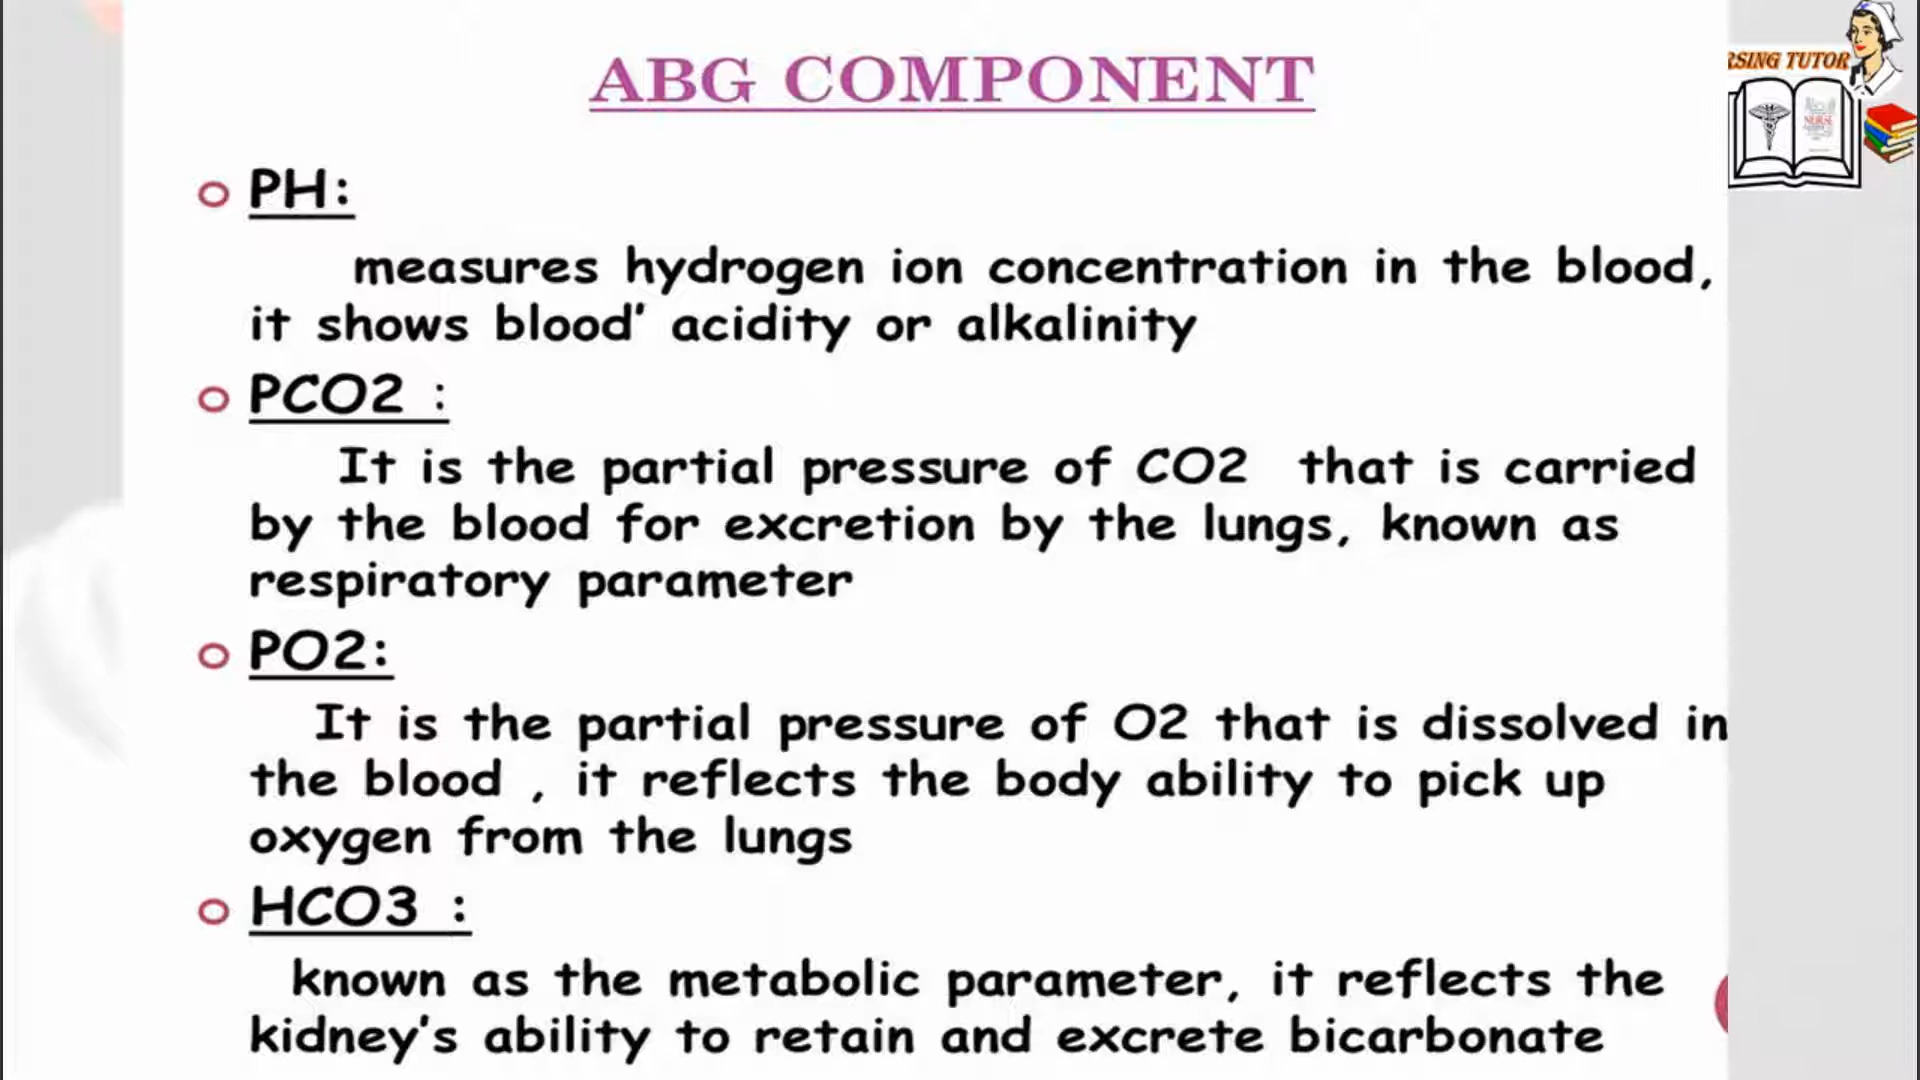 ABG COMPONENT
RSING TUTOR
NURSE
PH:
measures hydrogen ion concentration in the blood,
it shows blood' acidity or alkalinity
PCO2 :
It is the partial pressure of CO2 that is carried
by the blood for excretion by the lungs, known as
respiratory parameter
PO2:
It is the partial pressure of O2 that is dissolved in
the blood , it reflects the body ability to pick up
oxygen from the lungs
HCO3 :
known as the metabolic parameter, it reflects the
kidney's ability to retain and excrete bicarbonate